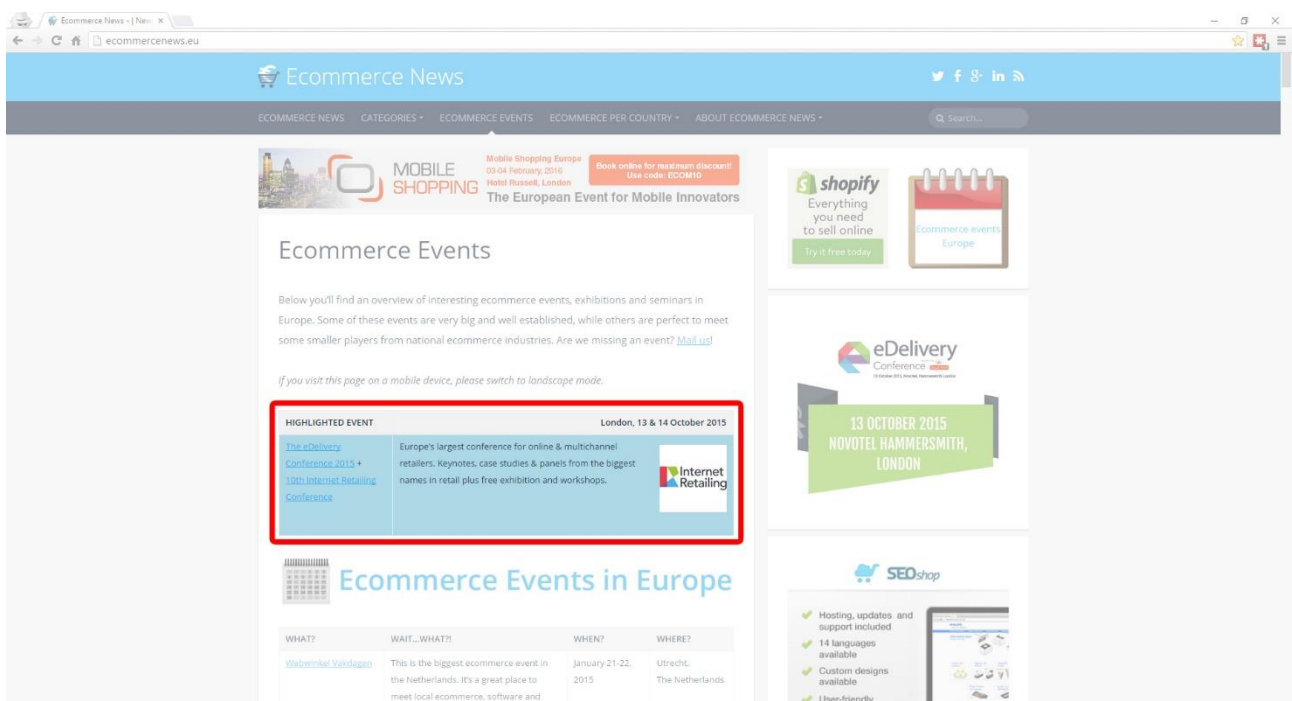 Ecommerce News - | New
ecommercenews.eu
Ecommerce News
ECOMMERCE NEWS CATEGORIES ECOMMERCE EVENTS ECOMMERCE PER COUNTRY ABOUT ECOMMERCE NEWS Search...
MOBILE SHOPPING
Mobile Shopping Europe
03-04 February, 2016
Hotel Russell, London
Book online for maximum discount!
Use code: ECOM10
The European Event for Mobile Innovators
shopify
Everything
you need
to sell online
Try it free today
Ecommerce events
Europe
Ecommerce Events
Below you'll find an overview of interesting ecommerce events, exhibitions and seminars in
Europe. Some of these events are very big and well established, while others are perfect to meet
some smaller players from national ecommerce industries. Are we missing an event? Mail us!
If you visit this page on a mobile device, please switch to landscape mode.
eDelivery
Conference
13 OCTOBER 2015
NOVOTEL HAMMERSMITH,
LONDON
HIGHLIGHTED EVENT London, 13 & 14 October 2015
The eDelivery
Conference 2015 +
10th Internet Retailing
Conference
Europe's largest conference for online & multichannel
retailers. Keynotes, case studies & panels from the biggest
names in retail plus free exhibition and workshops.
Internet
Retailing
Ecommerce Events in Europe
WHAT? WAIT...WHAT?! WHEN? WHERE?
Webwinkel Vakdagen
This is the biggest ecommerce event in
the Netherlands. It's a great place to
meet local ecommerce, software and
January 21-22,
2015
Utrecht,
The Netherlands
SEOshop
Hosting, updates and
support included
14 languages
available
Custom designs
available
User-friendly